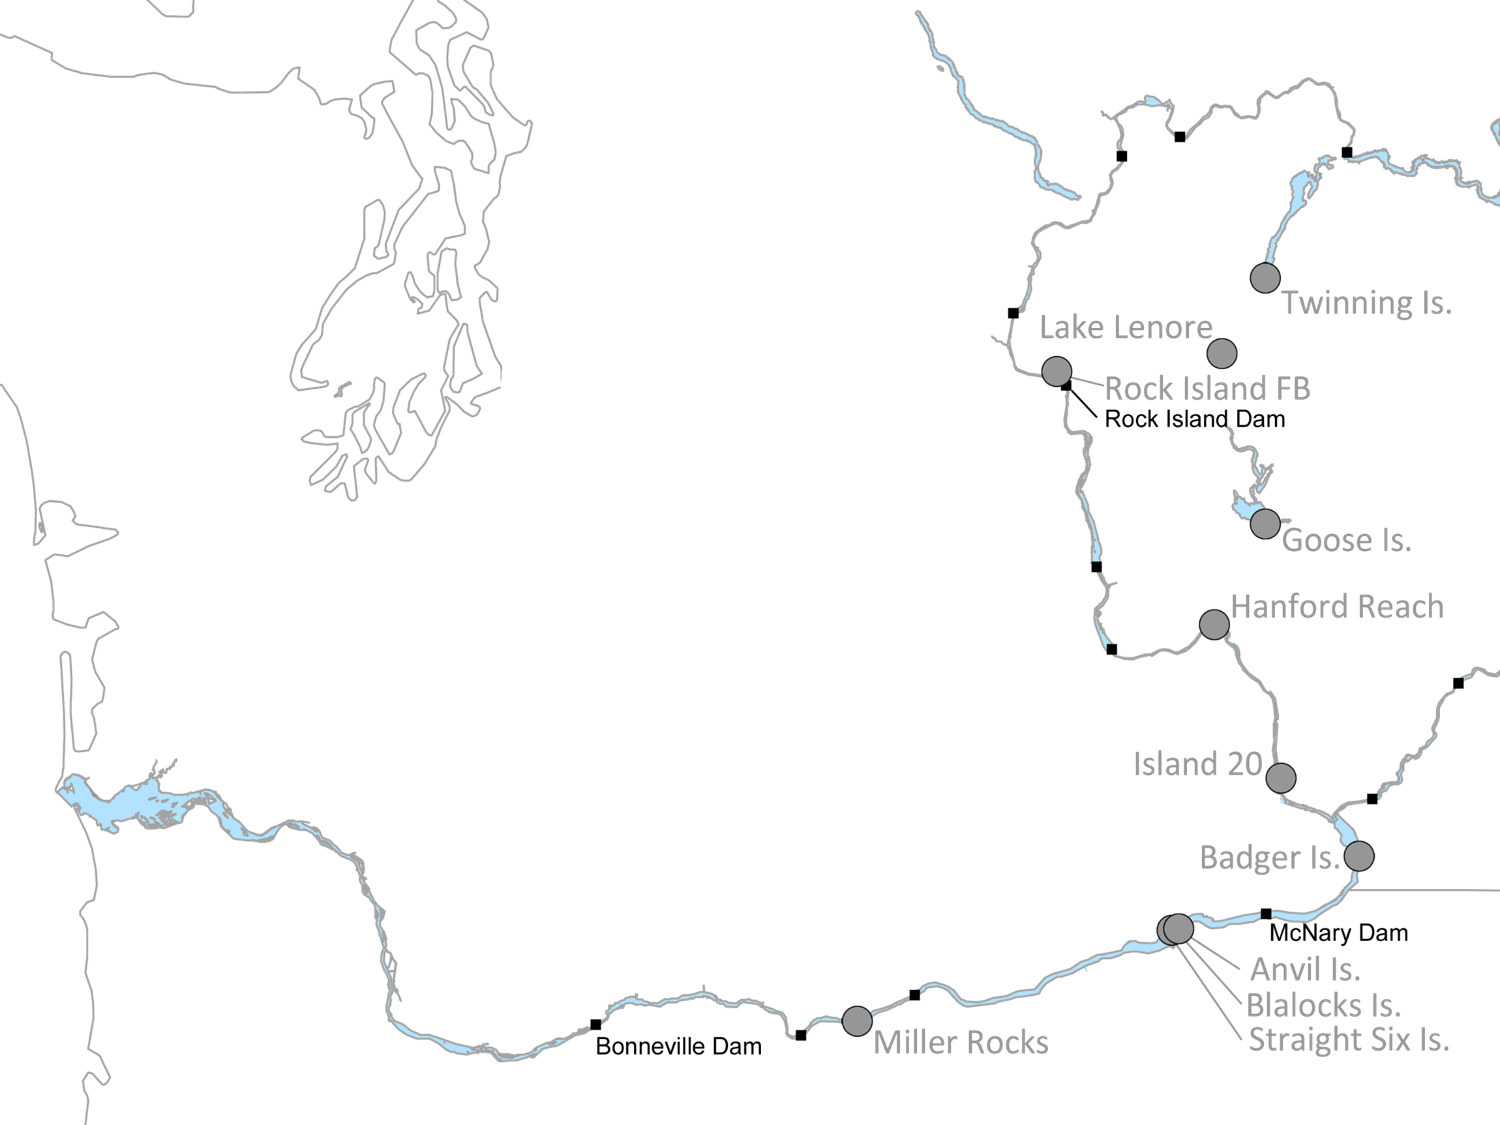 Twinning Is.
Lake Lenore
Rock Island FB
Rock Island Dam
Goose Is.
Hanford Reach
Island 20
Badger Is.
McNary Dam
Anvil Is.
Blalocks Is.
Straight Six Is.
Miller Rocks
Bonneville Dam